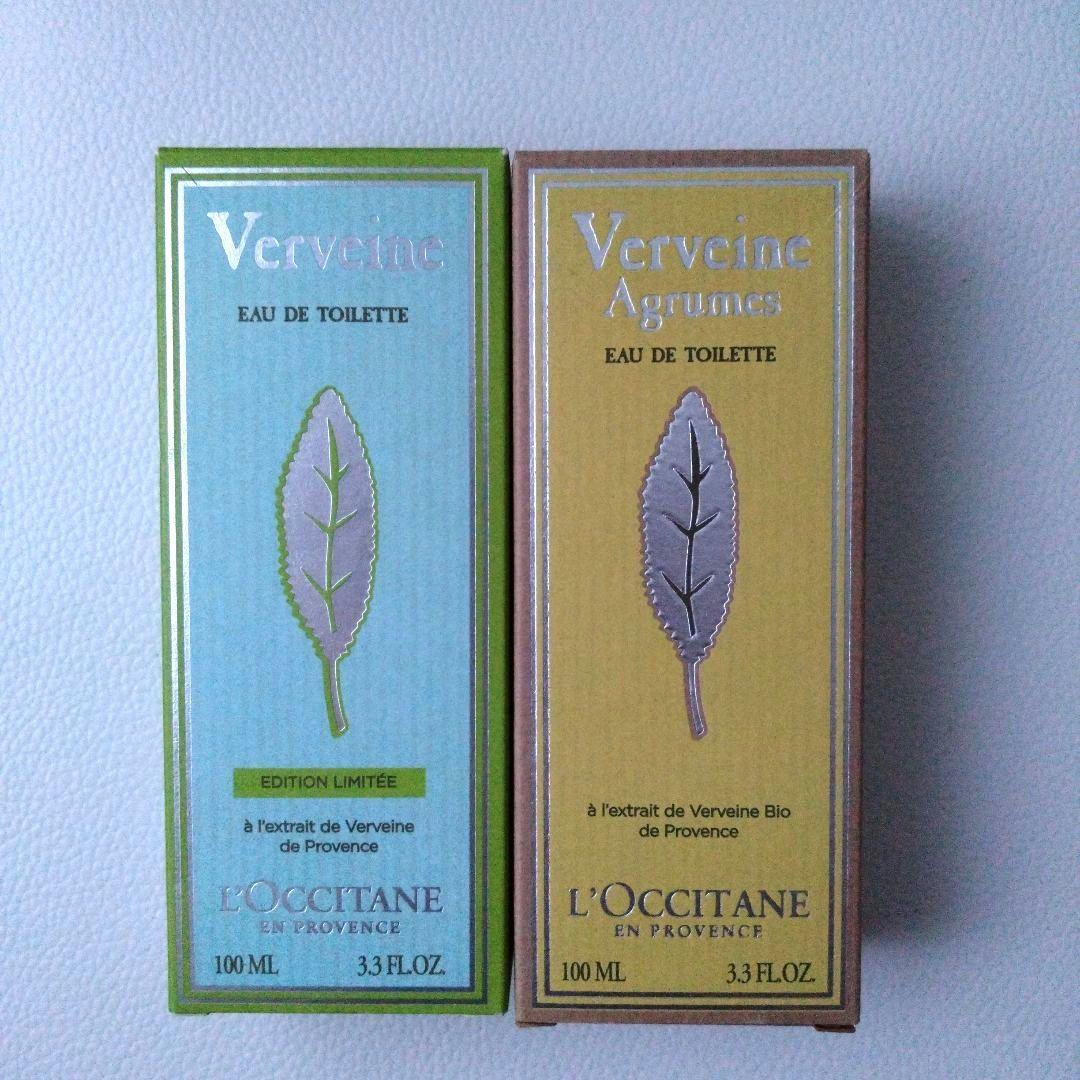 Verveine
EAU DE TOILETTE
EDITION LIMITÉE
à l'extrait de Verveine
de Provence
L'OCCITANE
EN PROVENCE
100 ML 3.3 FL.OZ.
Verveine
Agrumes
EAU DE TOILETTE
à l'extrait de Verveine Bio
de Provence
L'OCCITANE
EN PROVENCE
100 ML 3.3 FL.OZ.